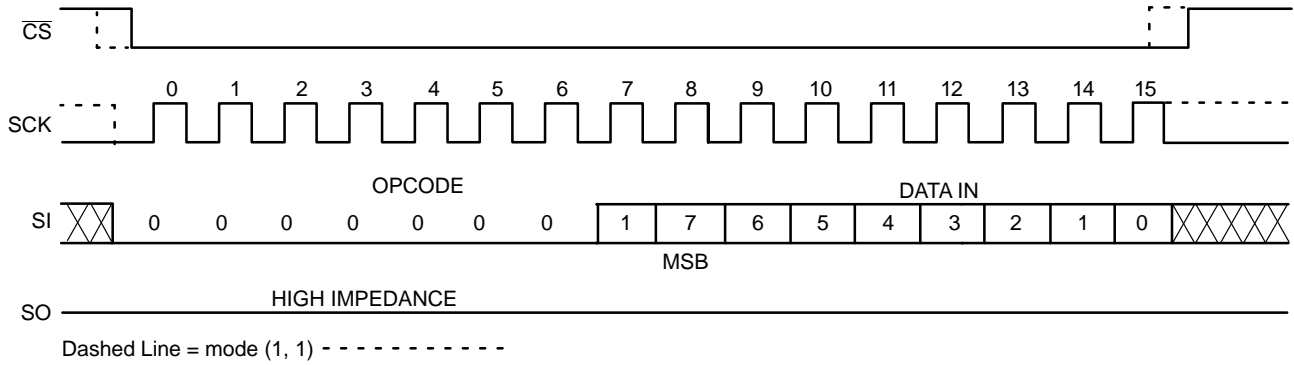 CS
0 1 2 3 4 5 6 7 8 9 10 11 12 13 14 15
SCK
OPCODE DATA IN
SI 0 0 0 0 0 0 0 1 7 6 5 4 3 2 1 0
MSB
HIGH IMPEDANCE
SO
Dashed Line = mode (1, 1)